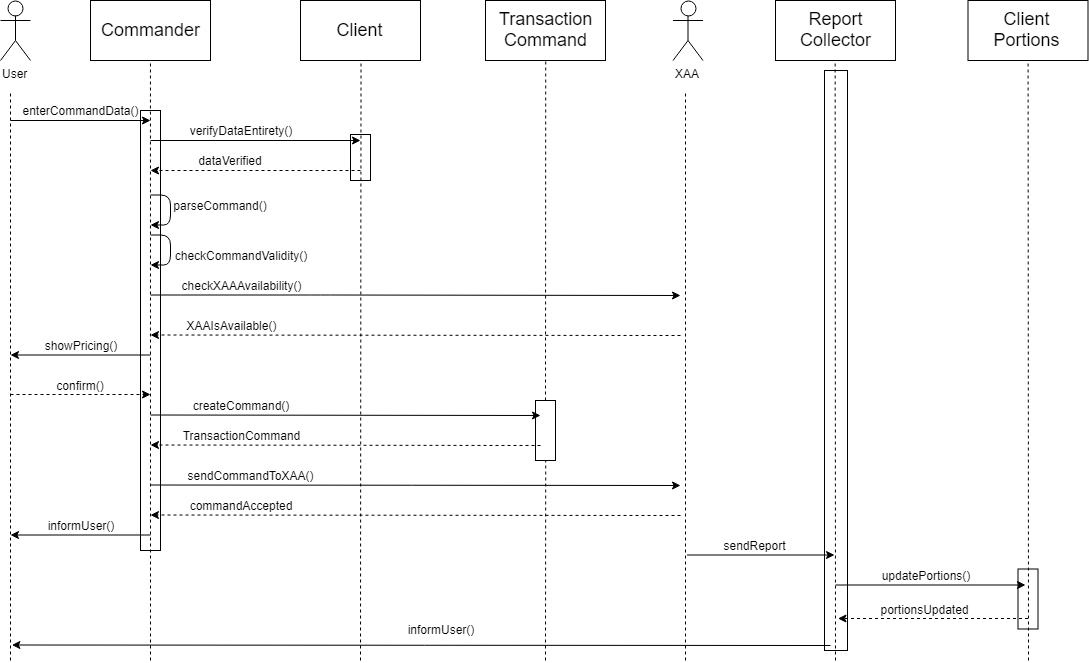 Commander
Client
Transaction
Command
Report
Collector
Client
Portions
User
XAA
enterCommandData()
verifyDataEntirety()
dataVerified
parseCommand()
checkCommandValidity()
checkXAAAvailability()
XAAIsAvailable()
showPricing()
confirm()
createCommand()
TransactionCommand
sendCommandToXAA()
commandAccepted
informUser()
sendReport
updatePortions()
portionsUpdated
informUser()